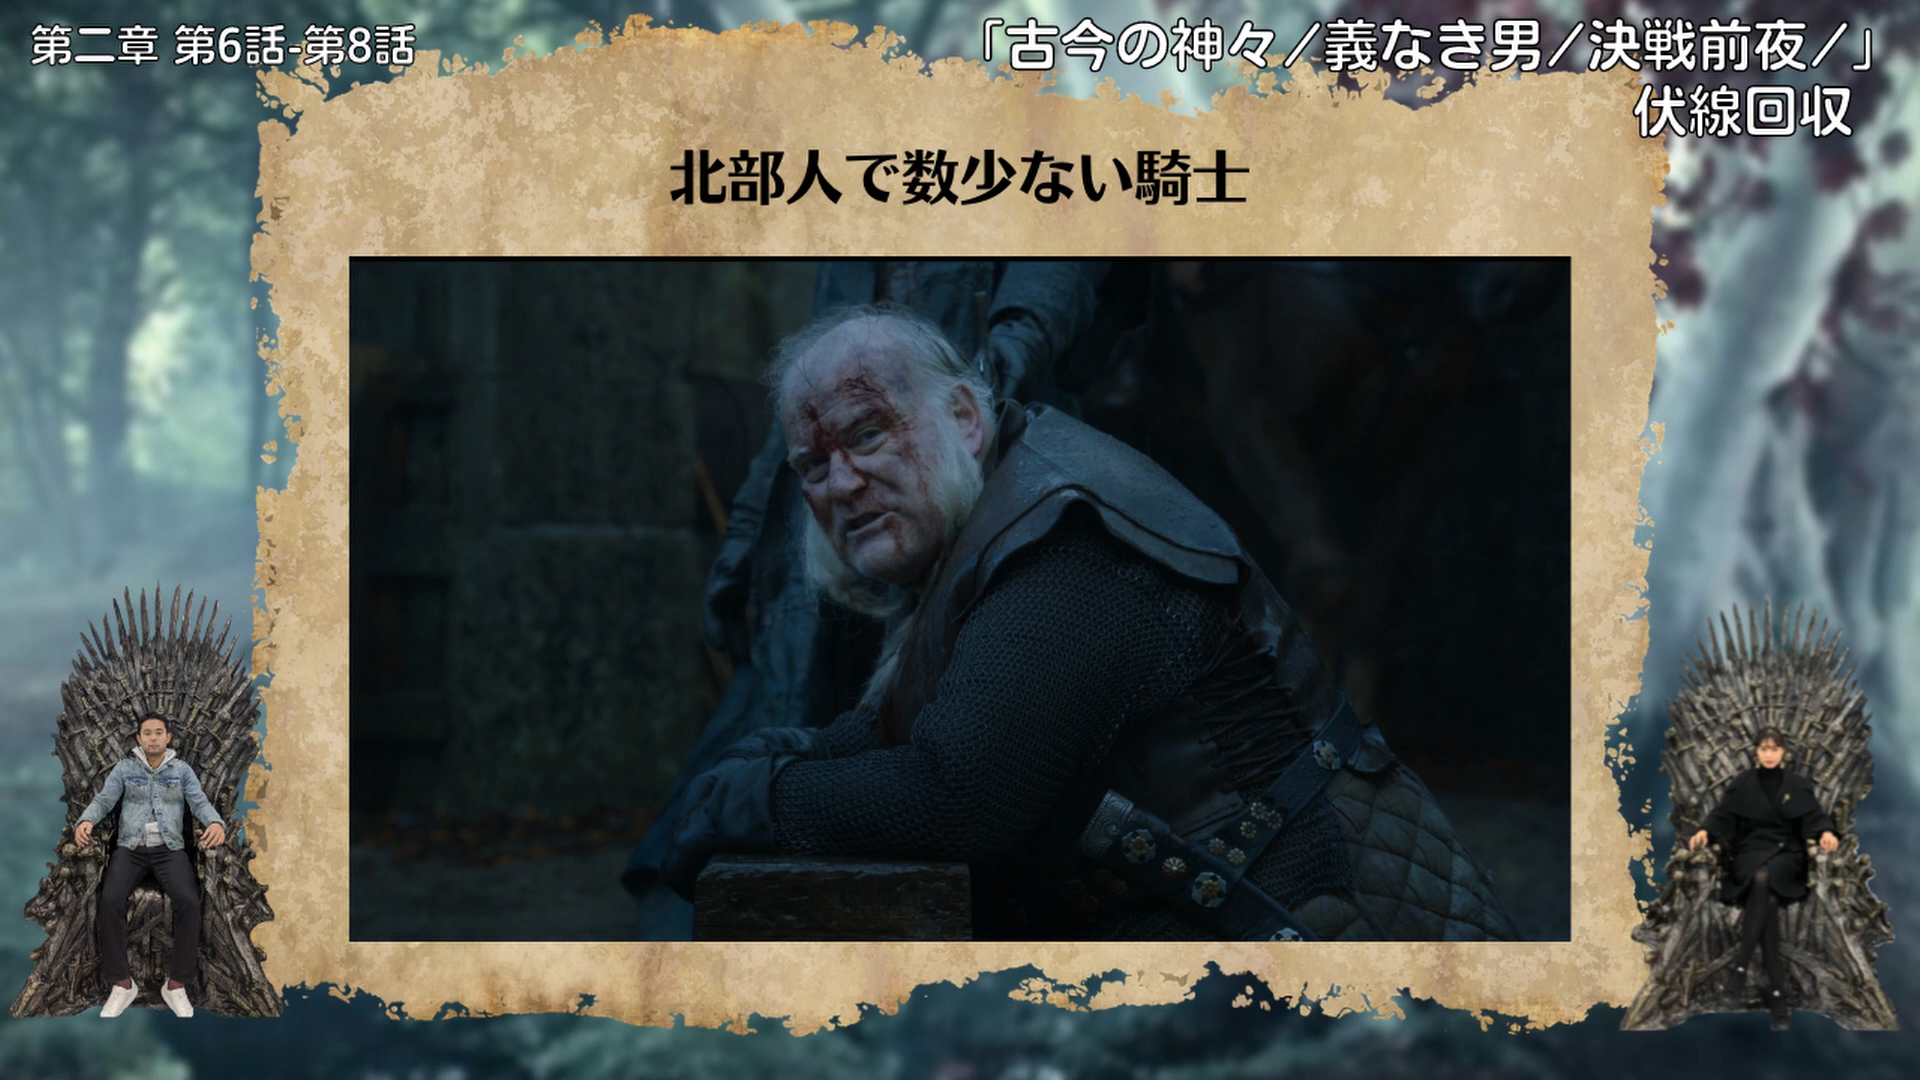 第二章 第6話-第8話
「古今の神々／義なき男／決戦前夜／」
伏線回収
北部人で数少ない騎士